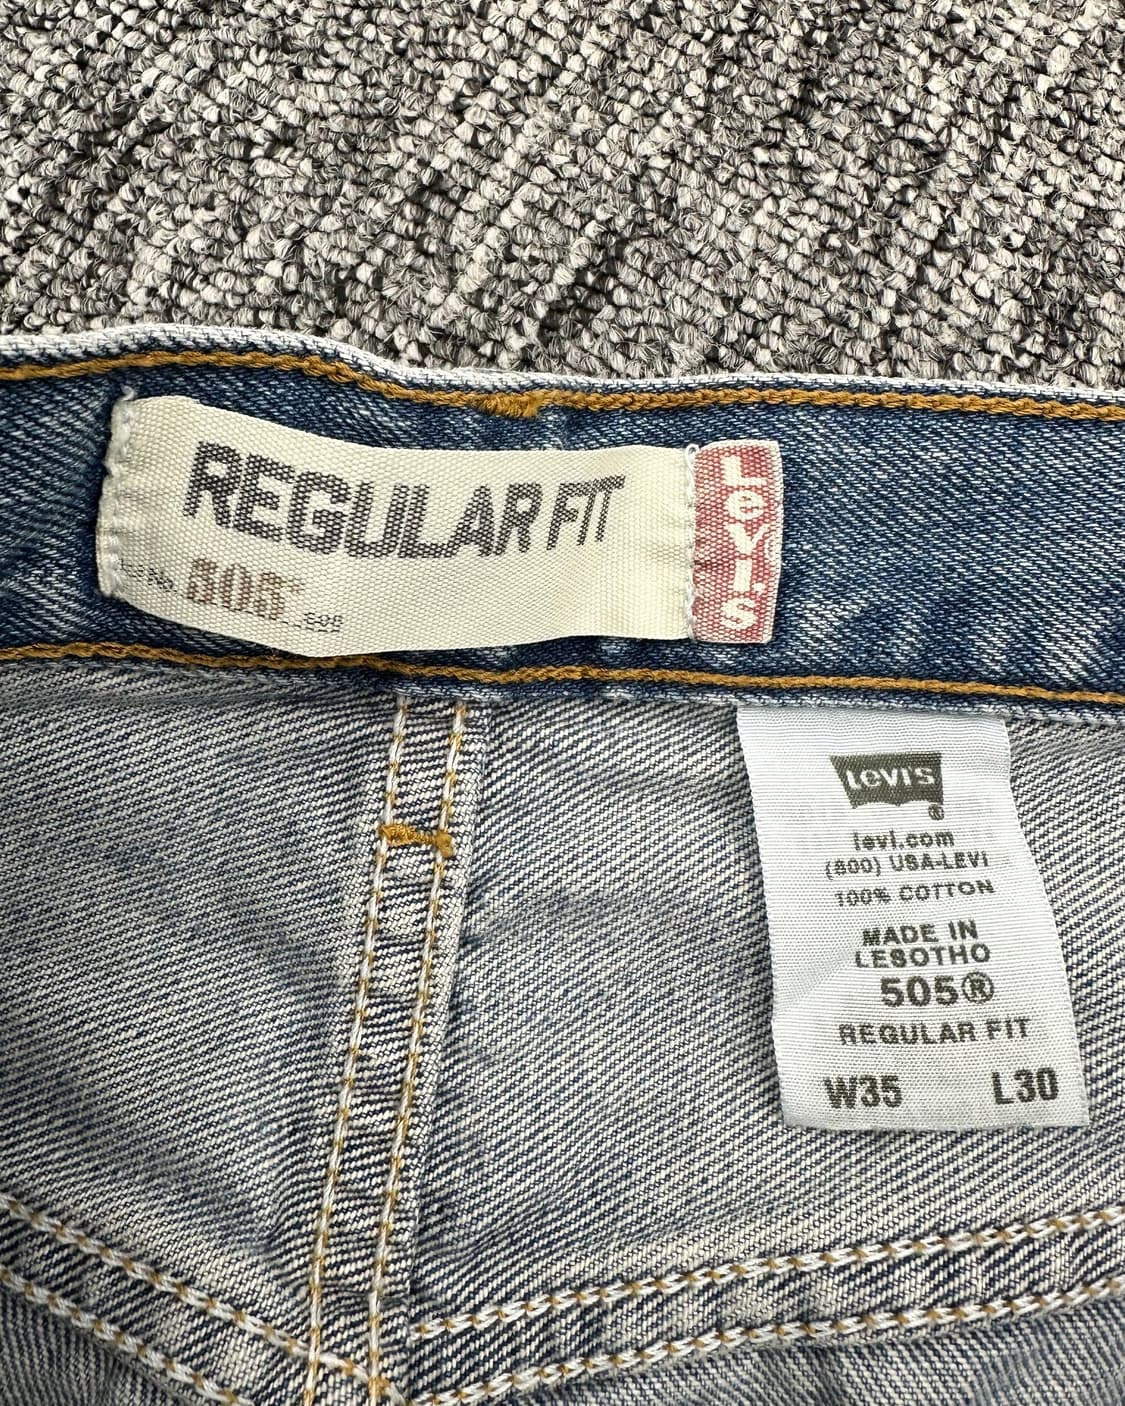 REGULAR FIT
505
Levi's
LEVI'S
®
levi.com
(800) USA-LEVI
100% COTTON
MADE IN
LESOTHO
505®
REGULAR FIT
W35 L30